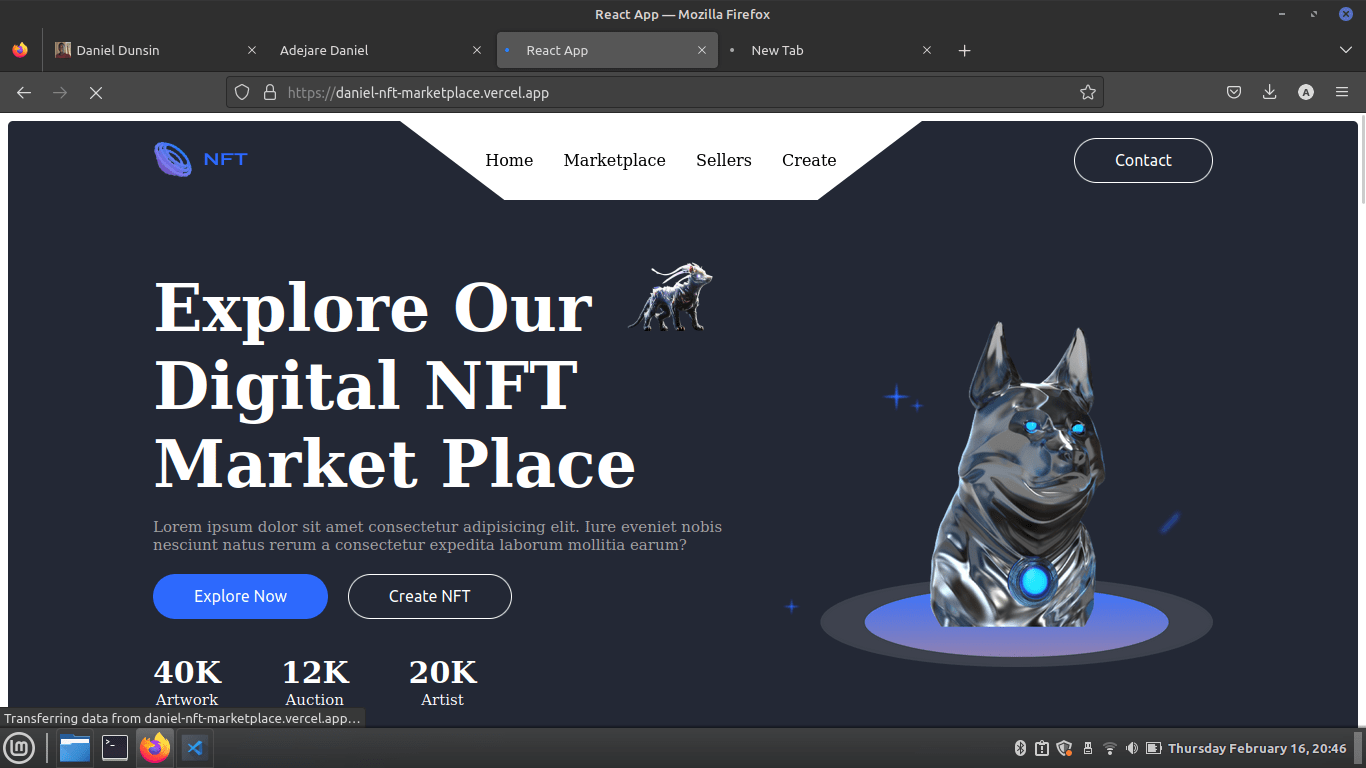 React App — Mozilla Firefox
Daniel Dunsin
Adejare Daniel
React App
New Tab
https://daniel-nft-marketplace.vercel.app
A
NFT
Home Marketplace Sellers Create
Contact
Explore Our
Digital NFT
Market Place
Lorem ipsum dolor sit amet consectetur adipisicing elit. Iure eveniet nobis
nesciunt natus rerum a consectetur expedita laborum mollitia earum?
Explore Now Create NFT
40K 12K 20K
Artwork Auction Artist
Transferring data from daniel-nft-marketplace.vercel.app…
Thursday February 16, 20:46